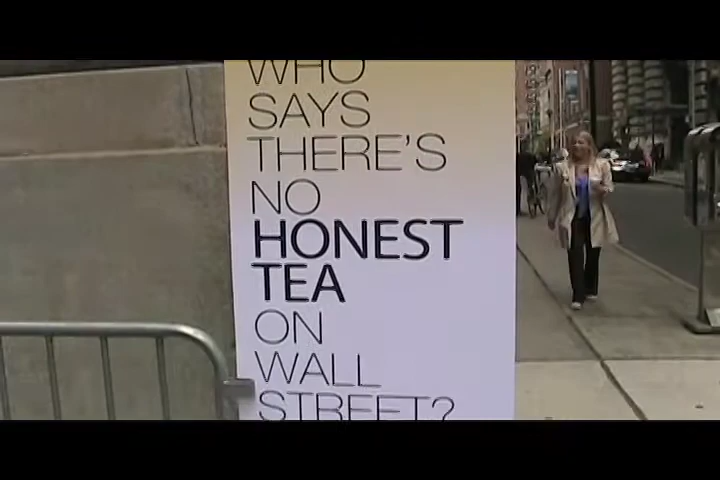 WHO
SAYS
THERE'S
NO
HONEST
TEA
ON
WALL
STREET?